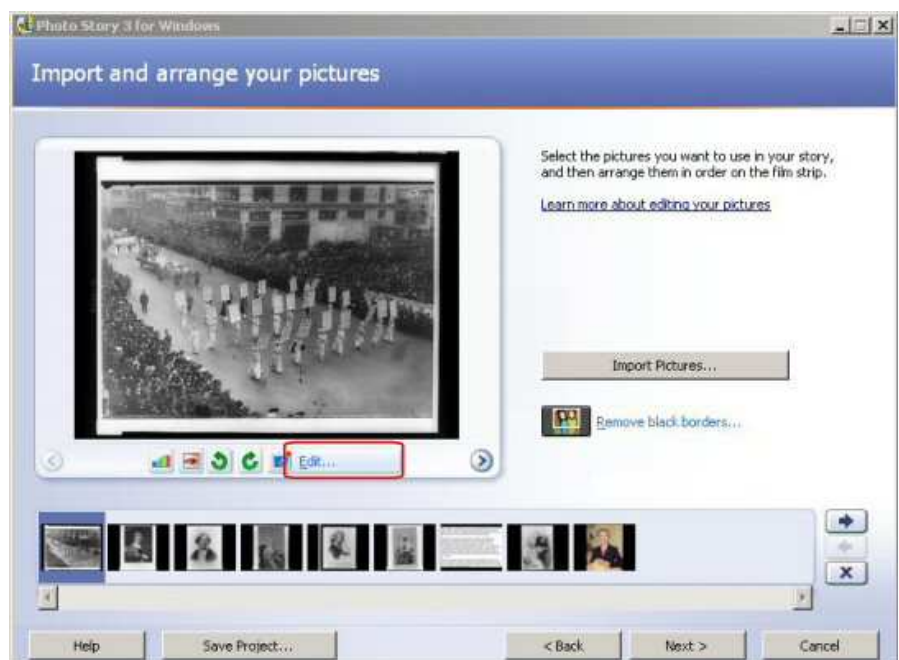 Photo Story 3 for Windows
Import and arrange your pictures
Select the pictures you want to use in your story,
and then arrange them in order on the film strip.
Learn more about editing your pictures
Import Pictures...
Remove black borders...
Edit...
Help
Save Project...
< Back
Next >
Cancel